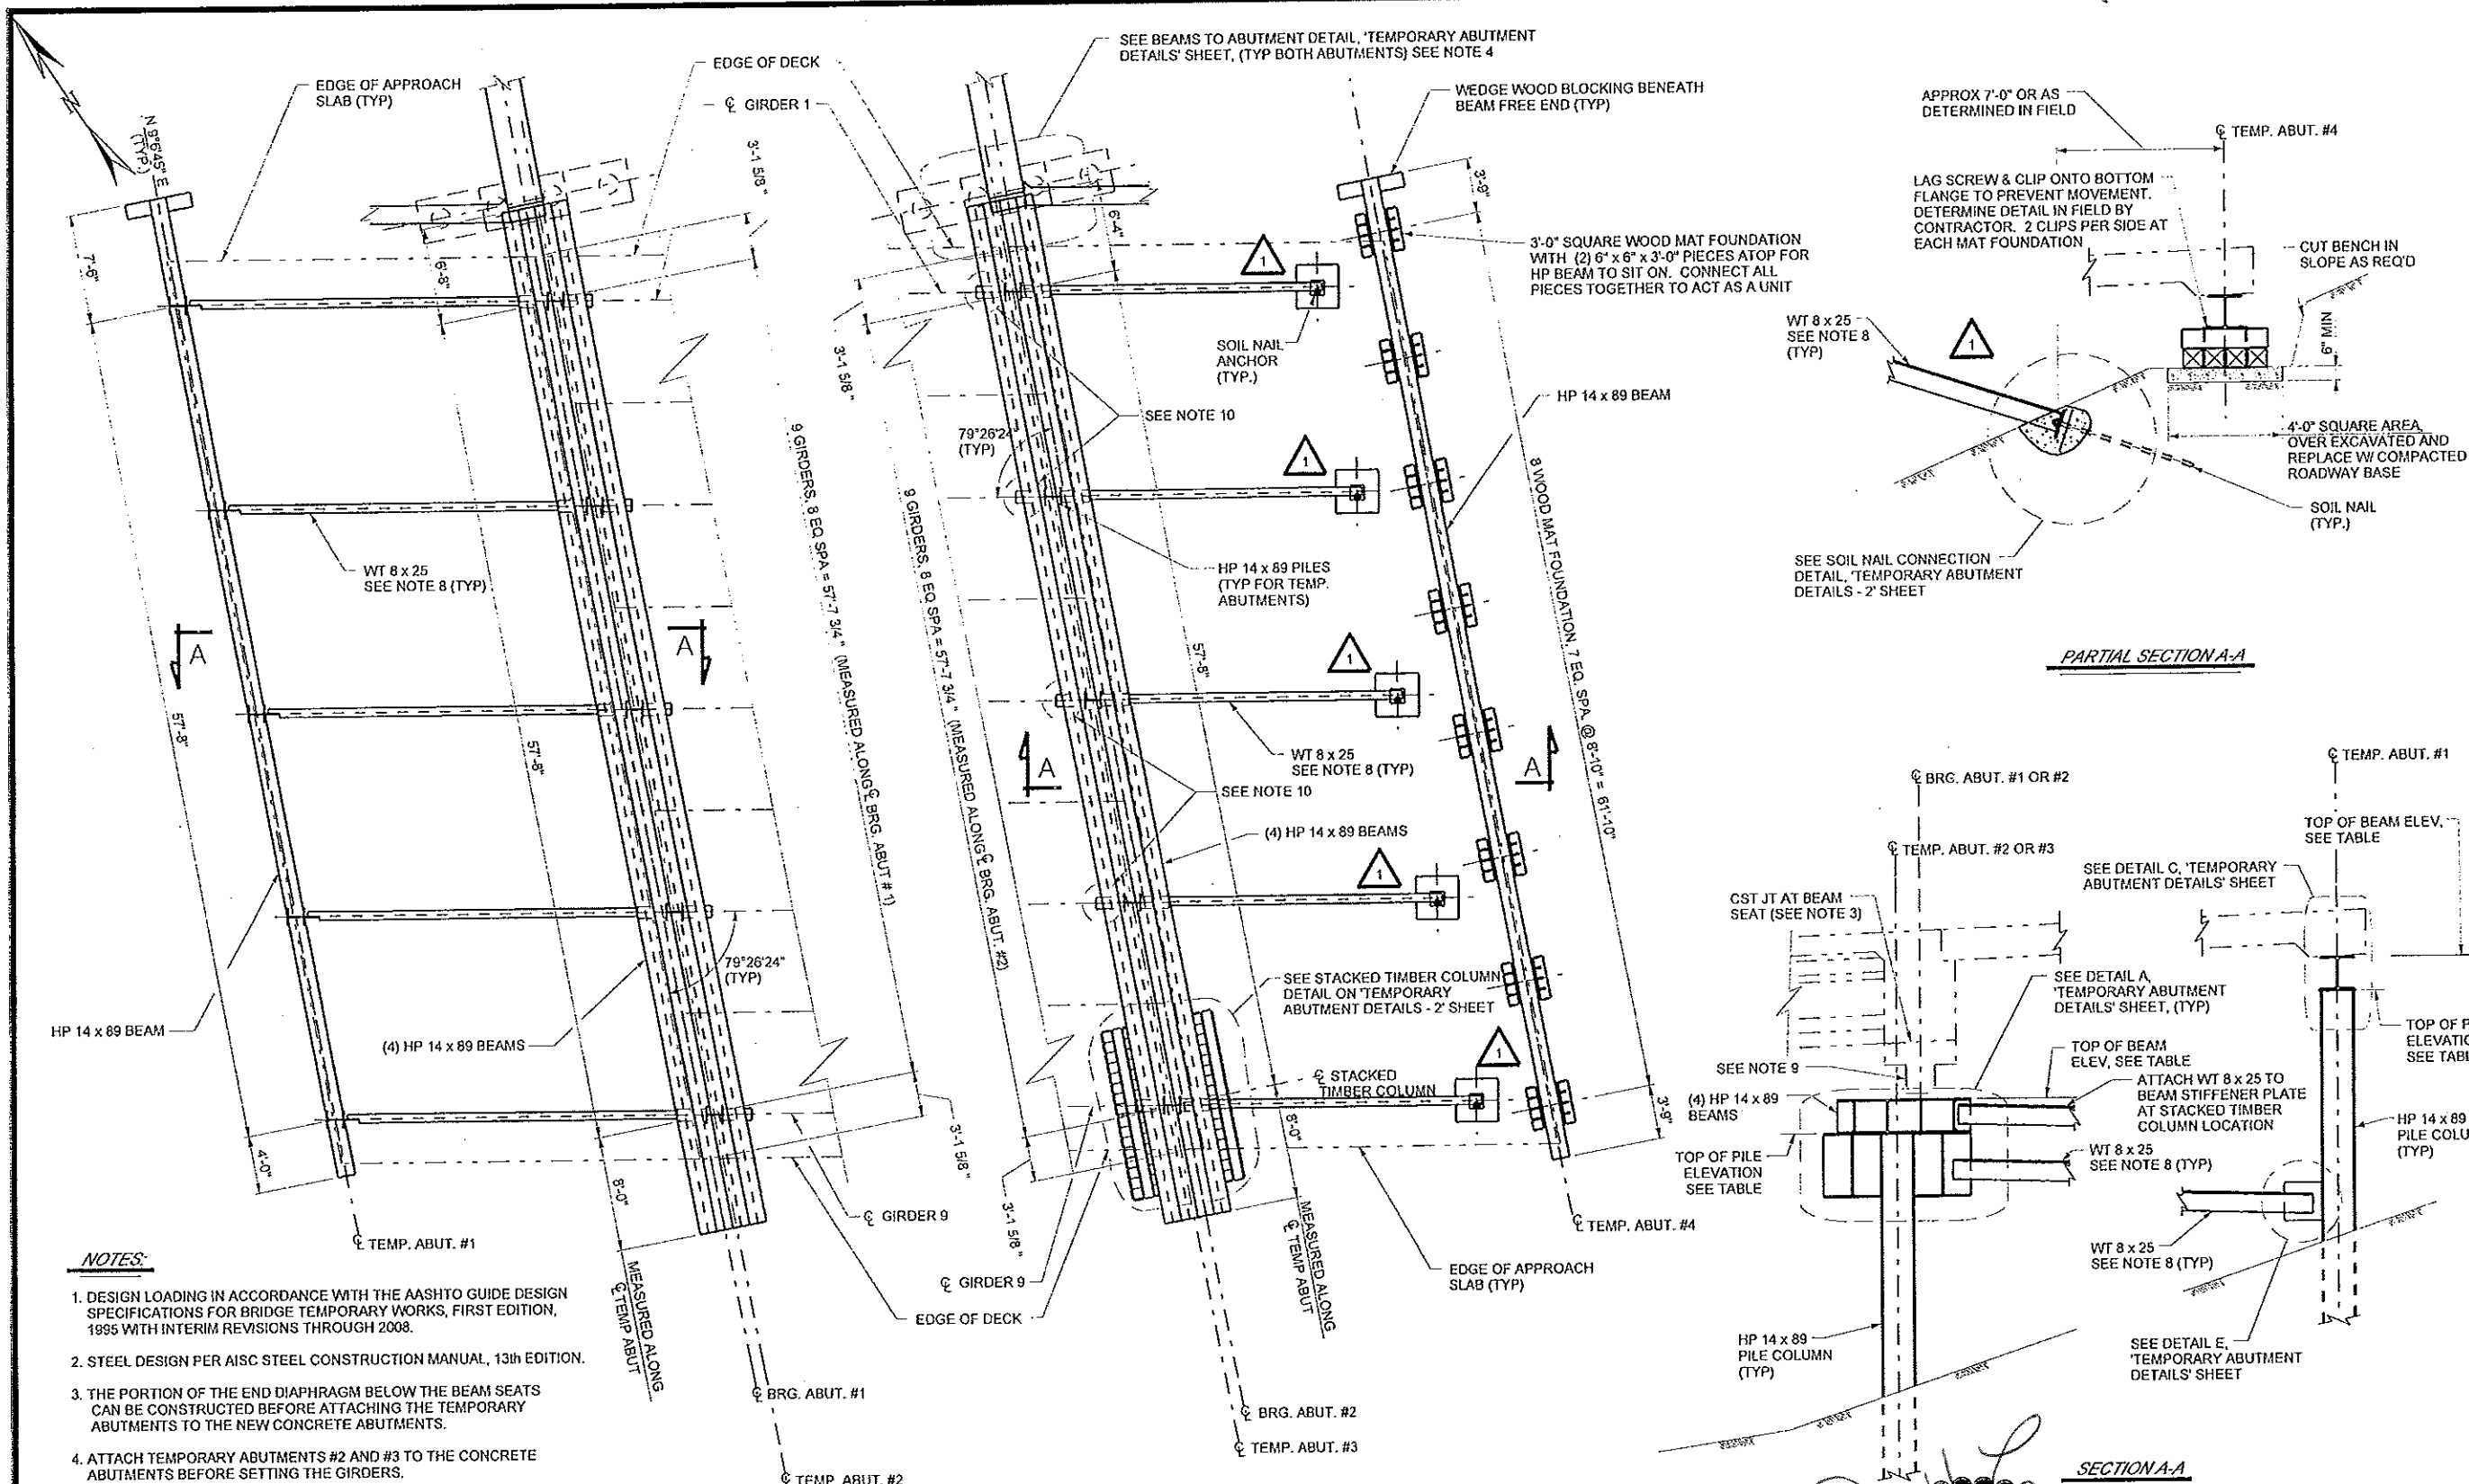 N 9°6'45" E
(TYP.)
EDGE OF APPROACH
SLAB (TYP)
EDGE OF DECK
℄ GIRDER 1
SEE BEAMS TO ABUTMENT DETAIL, 'TEMPORARY ABUTMENT
DETAILS' SHEET, (TYP BOTH ABUTMENTS) SEE NOTE 4
WEDGE WOOD BLOCKING BENEATH
BEAM FREE END (TYP)
3'-0" SQUARE WOOD MAT FOUNDATION
WITH (2) 6" x 6" x 3'-0" PIECES ATOP FOR
HP BEAM TO SIT ON. CONNECT ALL
PIECES TOGETHER TO ACT AS A UNIT
APPROX 7'-0" OR AS
DETERMINED IN FIELD
℄ TEMP. ABUT. #4
LAG SCREW & CLIP ONTO BOTTOM
FLANGE TO PREVENT MOVEMENT.
DETERMINE DETAIL IN FIELD BY
CONTRACTOR. 2 CLIPS PER SIDE AT
EACH MAT FOUNDATION
CUT BENCH IN
SLOPE AS REQ'D
6" MIN
WT 8 x 25
SEE NOTE 8
(TYP)
1
4'-0" SQUARE AREA,
OVER EXCAVATED AND
REPLACE W/ COMPACTED
ROADWAY BASE
SOIL NAIL
(TYP.)
SEE SOIL NAIL CONNECTION
DETAIL, 'TEMPORARY ABUTMENT
DETAILS - 2' SHEET
PARTIAL SECTION A-A
7'-6"
6'-8"
3'-1 5/8"
WT 8 x 25
SEE NOTE 8 (TYP)
A
A
57'-8"
57'-8"
9 GIRDERS, 8 EQ SPA = 57'-7 3/4" (MEASURED ALONG ℄ BRG. ABUT # 1)
79°26'24"
(TYP)
HP 14 x 89 BEAM
(4) HP 14 x 89 BEAMS
4'-0"
8'-0"
3'-1 5/8"
℄ GIRDER 9
℄ TEMP. ABUT. #1
MEASURED ALONG
℄ TEMP ABUT
℄ BRG. ABUT. #1
℄ TEMP. ABUT. #2
3'-1 5/8"
6'-4"
3'-9"
1
SOIL NAIL
ANCHOR
(TYP.)
SEE NOTE 10
79°26'24"
(TYP)
1
HP 14 x 89 BEAM
HP 14 x 89 PILES
(TYP FOR TEMP.
ABUTMENTS)
9 GIRDERS, 8 EQ SPA = 57'-7 3/4" (MEASURED ALONG ℄ BRG. ABUT. #2)
57'-8"
8 WOOD MAT FOUNDATION, 7 EQ. SPA. @ 8'-10" = 61'-10"
1
WT 8 x 25
SEE NOTE 8 (TYP)
A
A
SEE NOTE 10
(4) HP 14 x 89 BEAMS
1
SEE STACKED TIMBER COLUMN
DETAIL ON 'TEMPORARY
ABUTMENT DETAILS - 2' SHEET
1
℄ STACKED
TIMBER COLUMN
8'-0"
3'-9"
3'-1 5/8"
℄ GIRDER 9
EDGE OF DECK
MEASURED ALONG
℄ TEMP ABUT
EDGE OF APPROACH
SLAB (TYP)
℄ TEMP. ABUT. #4
℄ BRG. ABUT. #2
℄ TEMP. ABUT. #3
℄ BRG. ABUT. #1 OR #2
℄ TEMP. ABUT. #2 OR #3
CST JT AT BEAM
SEAT (SEE NOTE 3)
SEE NOTE 9
(4) HP 14 x 89
BEAMS
TOP OF PILE
ELEVATION
SEE TABLE
SEE DETAIL A,
'TEMPORARY ABUTMENT
DETAILS' SHEET, (TYP)
TOP OF BEAM
ELEV, SEE TABLE
ATTACH WT 8 x 25 TO
BEAM STIFFENER PLATE
AT STACKED TIMBER
COLUMN LOCATION
WT 8 x 25
SEE NOTE 8 (TYP)
HP 14 x 89
PILE COLUMN
(TYP)
℄ TEMP. ABUT. #1
TOP OF BEAM ELEV,
SEE TABLE
SEE DETAIL C, 'TEMPORARY
ABUTMENT DETAILS' SHEET
TOP OF P
ELEVATIO
SEE TABL
HP 14 x 89
PILE COLU
(TYP)
WT 8 x 25
SEE NOTE 8 (TYP)
SEE DETAIL E,
'TEMPORARY ABUTMENT
DETAILS' SHEET
SECTION A-A
NOTES:
1. DESIGN LOADING IN ACCORDANCE WITH THE AASHTO GUIDE DESIGN
SPECIFICATIONS FOR BRIDGE TEMPORARY WORKS, FIRST EDITION,
1995 WITH INTERIM REVISIONS THROUGH 2008.
2. STEEL DESIGN PER AISC STEEL CONSTRUCTION MANUAL, 13th EDITION.
3. THE PORTION OF THE END DIAPHRAGM BELOW THE BEAM SEATS
CAN BE CONSTRUCTED BEFORE ATTACHING THE TEMPORARY
ABUTMENTS TO THE NEW CONCRETE ABUTMENTS.
4. ATTACH TEMPORARY ABUTMENTS #2 AND #3 TO THE CONCRETE
ABUTMENTS BEFORE SETTING THE GIRDERS.